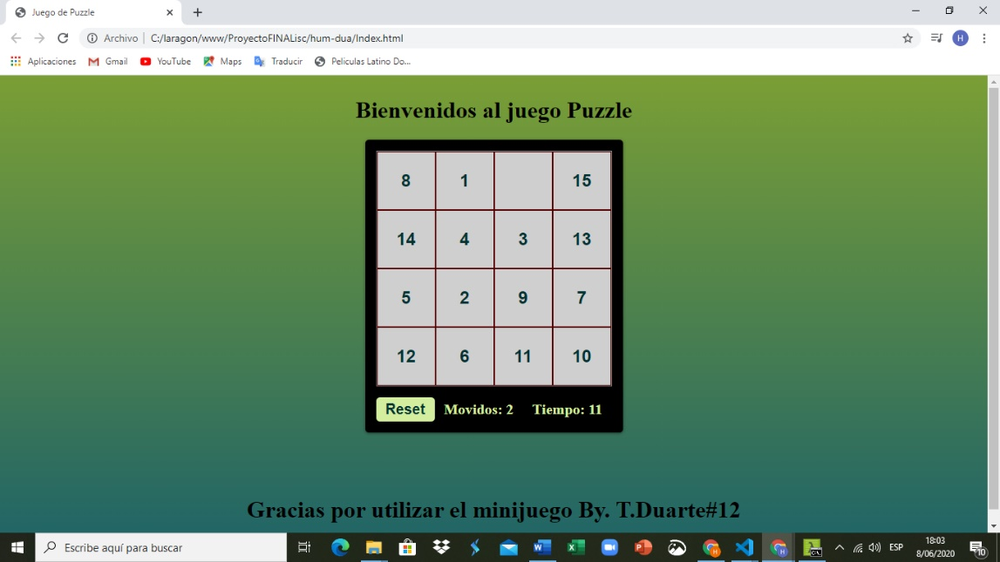 Juego de Puzzle
Archivo | C:/laragon/www/ProyectoFINALisc/hum-dua/Index.html
H
Aplicaciones Gmail YouTube Maps Traducir Peliculas Latino Do...
Bienvenidos al juego Puzzle
8 1 15
14 4 3 13
5 2 9 7
12 6 11 10
Reset Movidos: 2 Tiempo: 11
Gracias por utilizar el minijuego By. T.Duarte#12
Escribe aquí para buscar
ESP
18:03
8/06/2020
10